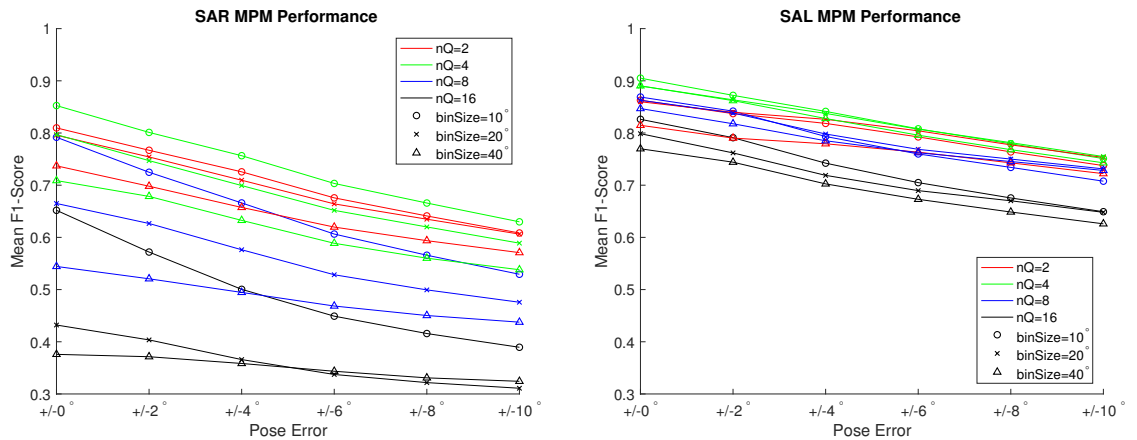 SAR MPM Performance
1
0.9
0.8
0.7
0.6
0.5
0.4
0.3
Mean F1-Score
+/-0° +/-2° +/-4° +/-6° +/-8° +/-10°
Pose Error
nQ=2
nQ=4
nQ=8
nQ=16
binSize=10°
binSize=20°
binSize=40°
SAL MPM Performance
1
0.9
0.8
0.7
0.6
0.5
0.4
0.3
Mean F1-Score
+/-0° +/-2° +/-4° +/-6° +/-8° +/-10°
Pose Error
nQ=2
nQ=4
nQ=8
nQ=16
binSize=10°
binSize=20°
binSize=40°